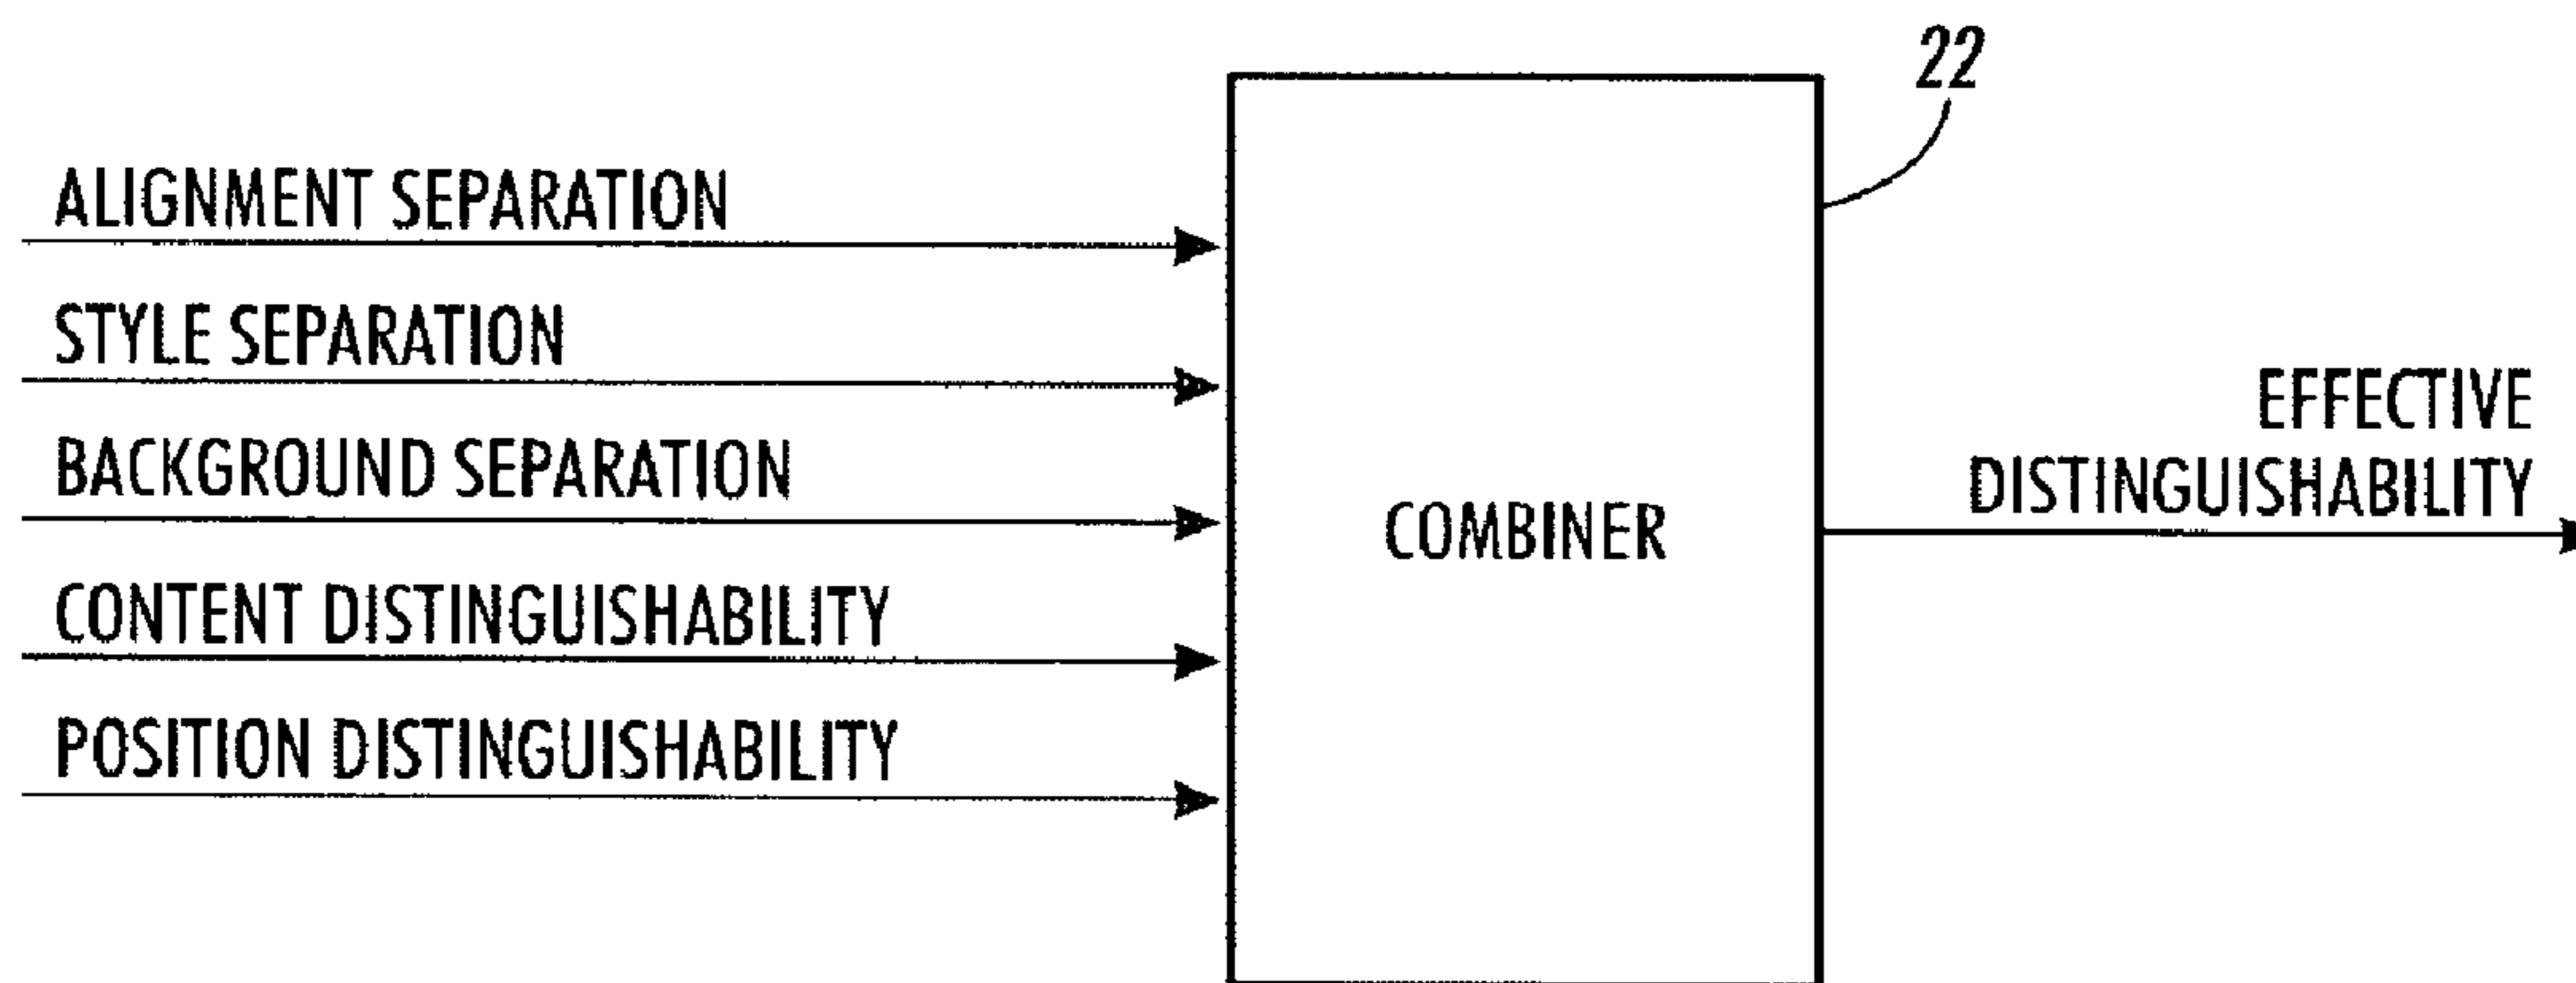 22
ALIGNMENT SEPARATION
STYLE SEPARATION
BACKGROUND SEPARATION
CONTENT DISTINGUISHABILITY
POSITION DISTINGUISHABILITY
COMBINER
EFFECTIVE
DISTINGUISHABILITY